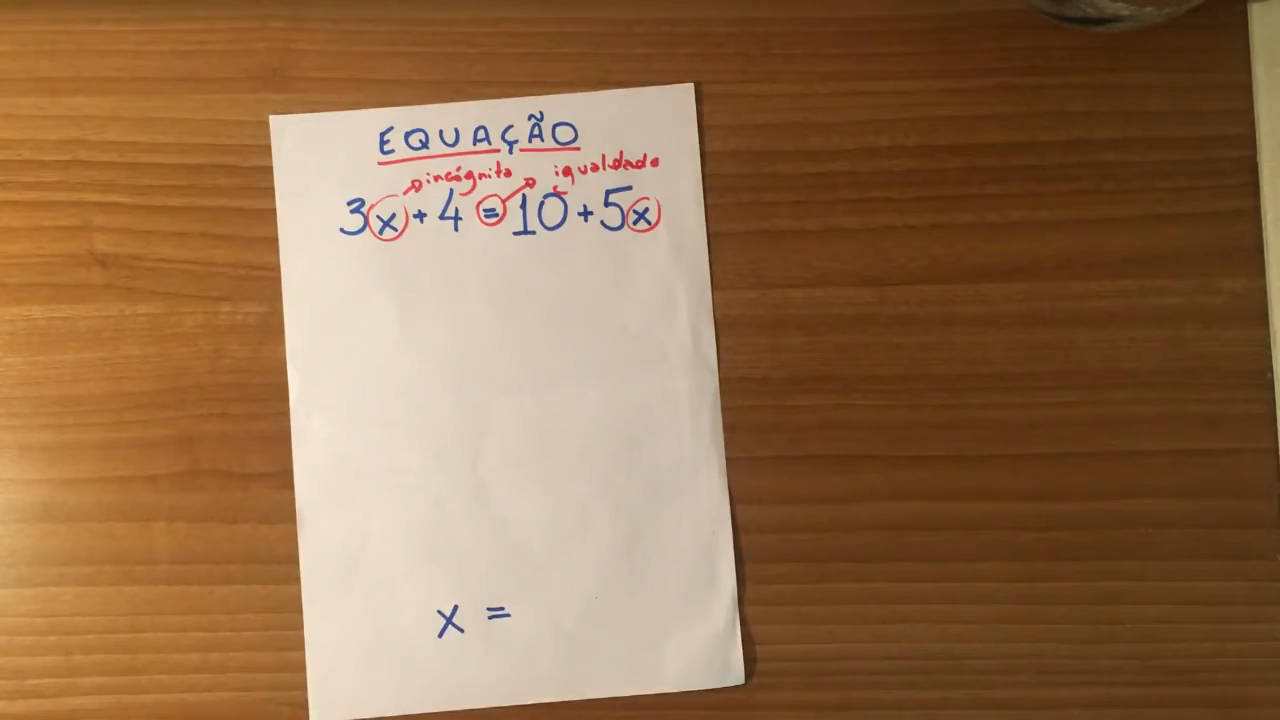 EQUAÇÃO
incógnita igualdade
3x + 4 = 10 + 5x
x =